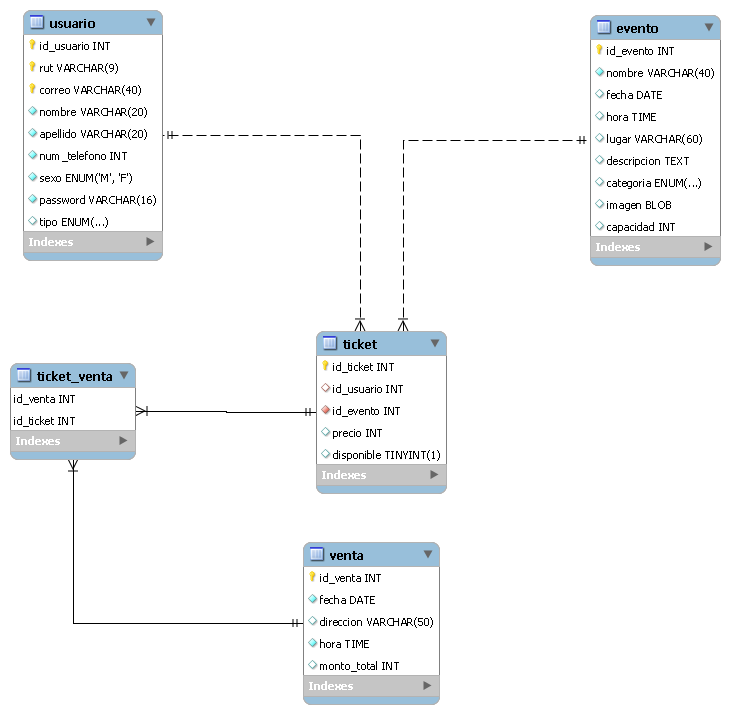 usuario
id_usuario INT
rut VARCHAR(9)
correo VARCHAR(40)
nombre VARCHAR(20)
apellido VARCHAR(20)
num_telefono INT
sexo ENUM('M', 'F')
password VARCHAR(16)
tipo ENUM(...)
Indexes
evento
id_evento INT
nombre VARCHAR(40)
fecha DATE
hora TIME
lugar VARCHAR(60)
descripcion TEXT
categoria ENUM(...)
imagen BLOB
capacidad INT
Indexes
ticket
id_ticket INT
id_usuario INT
id_evento INT
precio INT
disponible TINYINT(1)
Indexes
ticket_venta
id_venta INT
id_ticket INT
Indexes
venta
id_venta INT
fecha DATE
direccion VARCHAR(50)
hora TIME
monto_total INT
Indexes